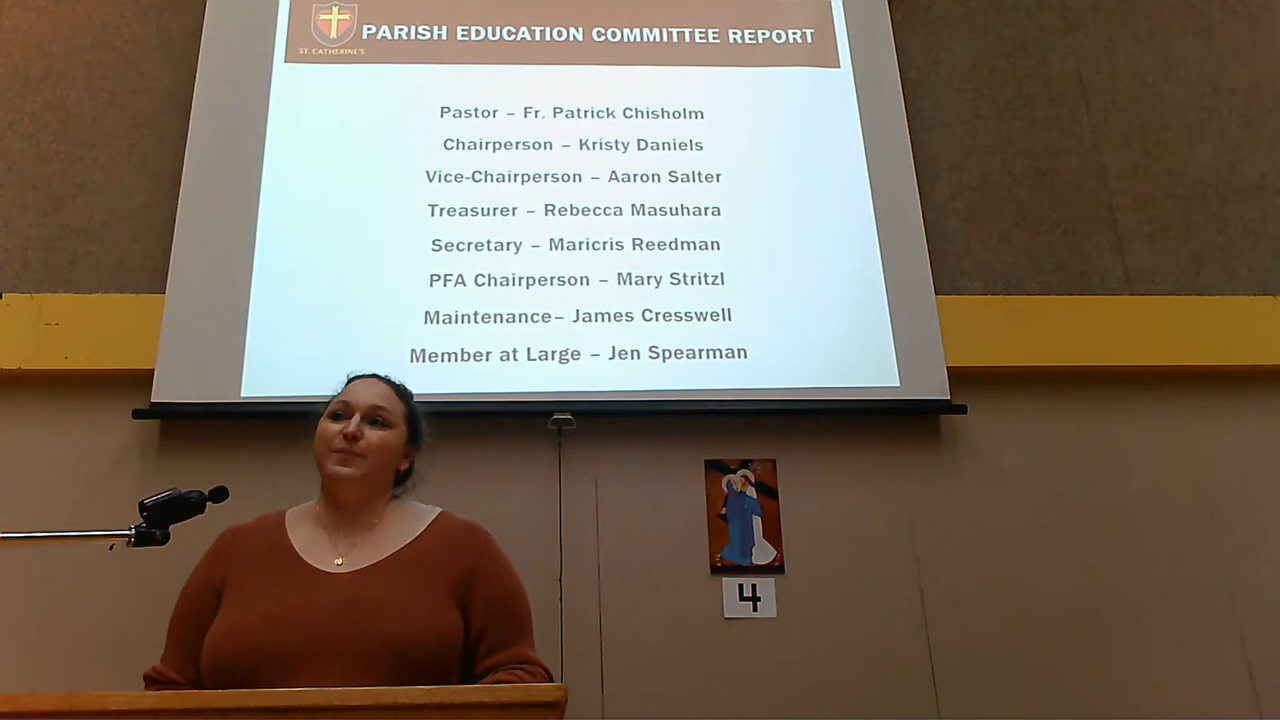 ST. CATHERINE'S
PARISH EDUCATION COMMITTEE REPORT
Pastor – Fr. Patrick Chisholm
Chairperson – Kristy Daniels
Vice-Chairperson – Aaron Salter
Treasurer – Rebecca Masuhara
Secretary – Maricris Reedman
PFA Chairperson – Mary Stritzl
Maintenance– James Cresswell
Member at Large – Jen Spearman
4